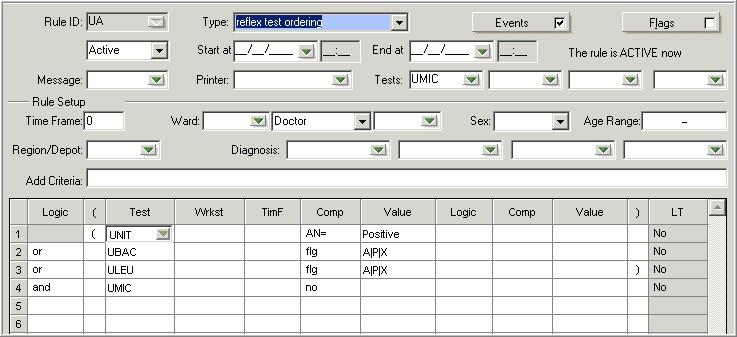 Rule ID: UA Type: reflex test ordering Events Flags
Active Start at __/__/____ __:__ End at __/__/____ __:__ The rule is ACTIVE now
Message: Printer: Tests: UMIC
Rule Setup
Time Frame: 0 Ward: Doctor Sex: Age Range: –
Region/Depot: Diagnosis:
Add Criteria:
Logic ( Test Wrkst TimF Comp Value Logic Comp Value ) LT
1 ( UNIT AN= Positive No
2 or UBAC flg A|P|X No
3 or ULEU flg A|P|X ) No
4 and UMIC no No
5
6